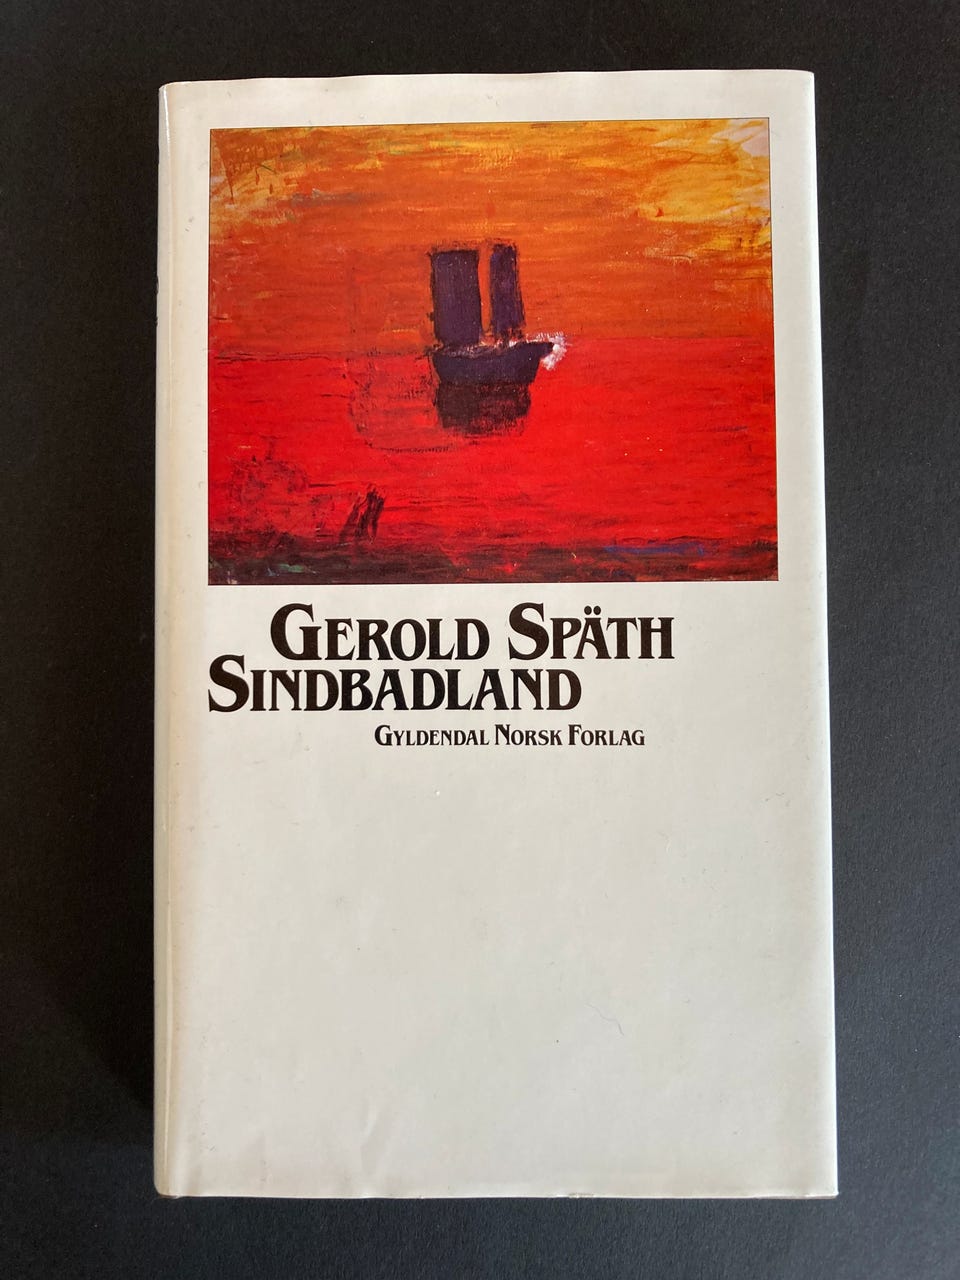 Gerold Späth
Sindbadland
Gyldendal Norsk Forlag